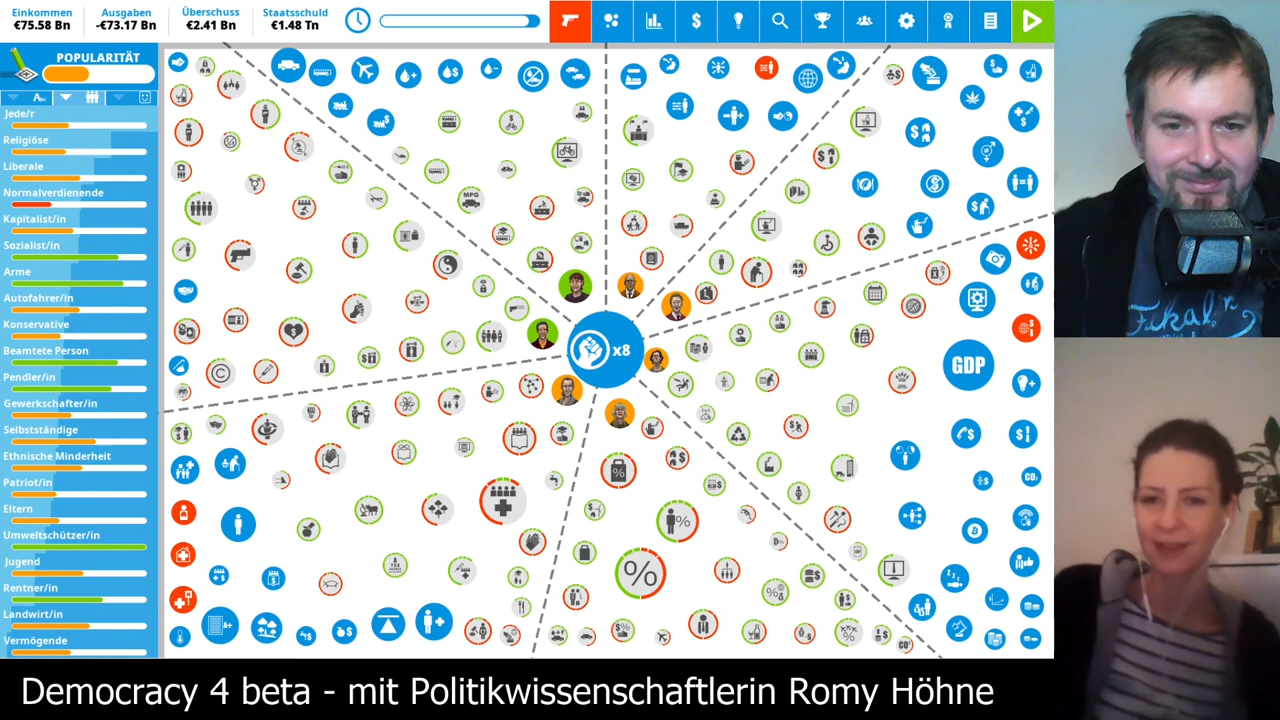 Einkommen
€75.58 Bn
Ausgaben
-€73.17 Bn
Überschuss
€2.41 Bn
Staatsschuld
€1.48 Tn
POPULARITÄT
Jede/r
Religiöse
Liberale
Normalverdienende
Kapitalist/in
Sozialist/in
Arme
Autofahrer/in
Konservative
Beamtete Person
Pendler/in
Gewerkschafter/in
Selbstständige
Ethnische Minderheit
Patriot/in
Eltern
Umweltschützer/in
Jugend
Rentner/in
Landwirt/in
Vermögende
MPG
x8
GDP
Democracy 4 beta - mit Politikwissenschaftlerin Romy Höhne